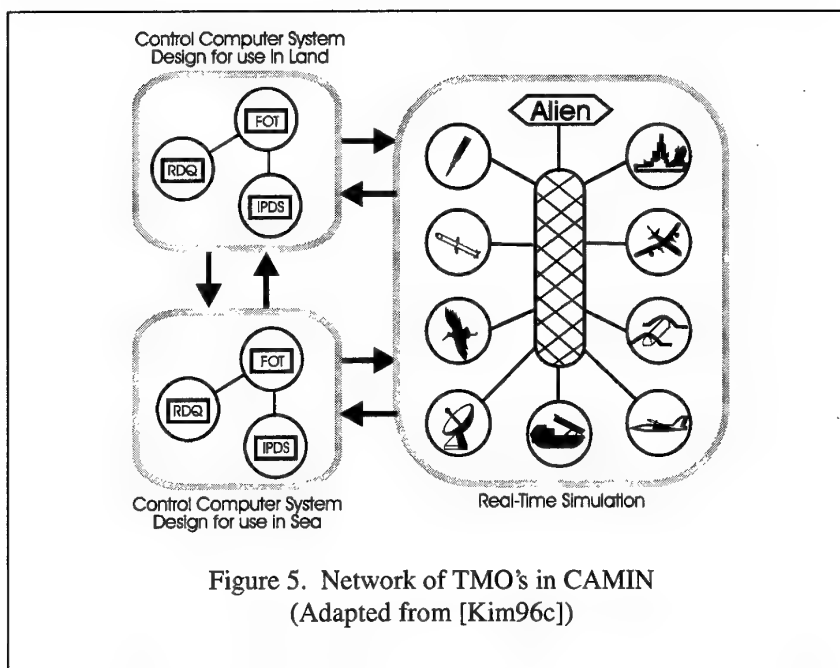 Control Computer System
Design for use in Land
FOT
RDQ
IPDS
Alien
FOT
RDQ
IPDS
Control Computer System
Design for use in Sea
Real-Time Simulation
Figure 5. Network of TMO's in CAMIN
(Adapted from [Kim96c])